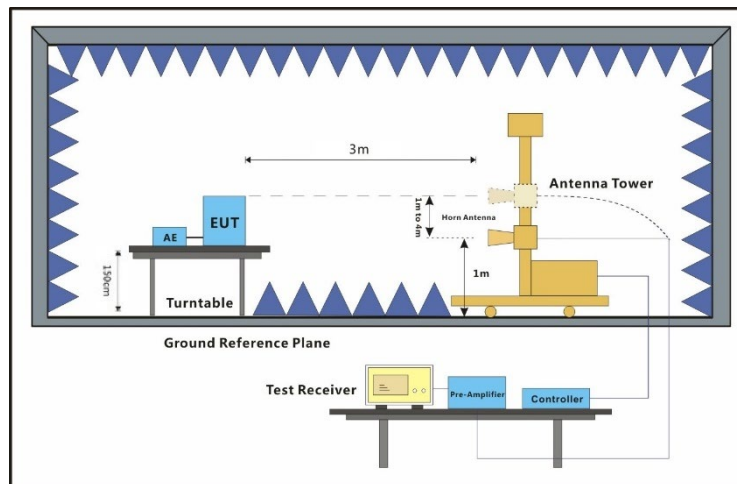 3m
Antenna Tower
1m to 4m
Horn Antenna
EUT
AE
150cm
1m
Turntable
Ground Reference Plane
Test Receiver
Pre-Amplifier
Controller